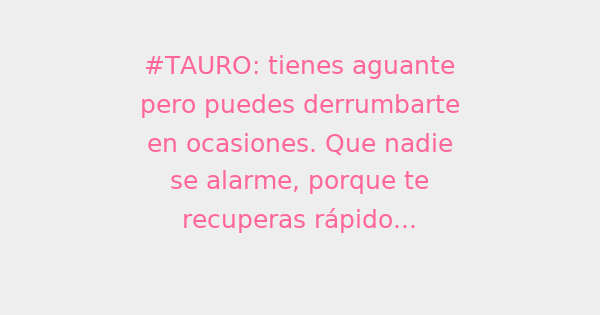 #TAURO: tienes aguante
pero puedes derrumbarte
en ocasiones. Que nadie
se alarme, porque te
recuperas rápido...